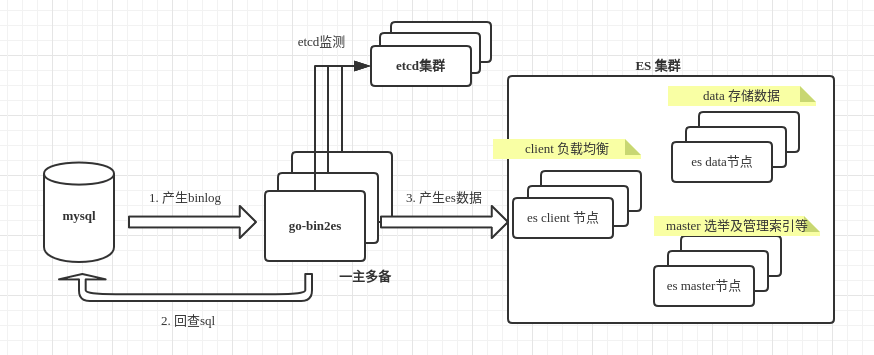 etcd监测
etcd集群
ES 集群
data 存储数据
client 负载均衡
es data节点
mysql
1. 产生binlog
go-bin2es
3. 产生es数据
es client 节点
master 选举及管理索引等
es master节点
一主多备
2. 回查sql